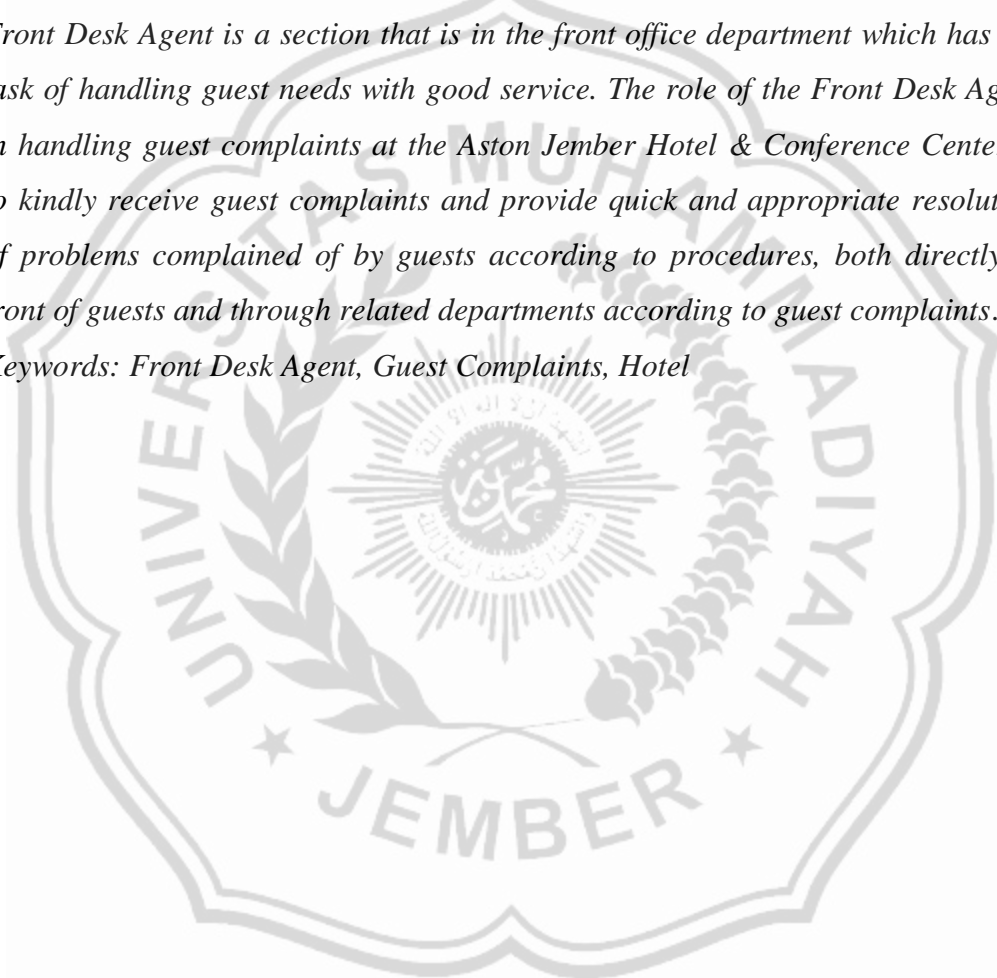 ront Desk Agent is a section that is in the front office department which has
ask of handling guest needs with good service. The role of the Front Desk Ag
n handling guest complaints at the Aston Jember Hotel & Conference Cente
o kindly receive guest complaints and provide quick and appropriate resolut
f problems complained of by guests according to procedures, both directly
ront of guests and through related departments according to guest complaints.
Keywords: Front Desk Agent, Guest Complaints, Hotel
UNIVERSITAS MUHAMMADIYAH
JEMBER